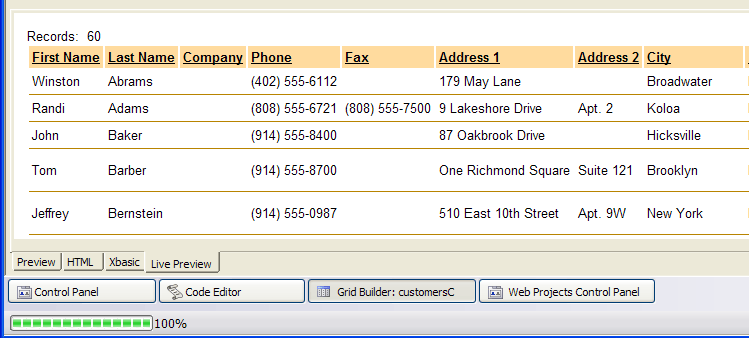 Records: 60
First Name Last Name Company Phone Fax Address 1 Address 2 City
Winston Abrams (402) 555-6112 179 May Lane Broadwater
Randi Adams (808) 555-6721 (808) 555-7500 9 Lakeshore Drive Apt. 2 Koloa
John Baker (914) 555-8400 87 Oakbrook Drive Hicksville
Tom Barber (914) 555-8700 One Richmond Square Suite 121 Brooklyn
Jeffrey Bernstein (914) 555-0987 510 East 10th Street Apt. 9W New York
Preview HTML Xbasic Live Preview
Control Panel Code Editor Grid Builder: customersC Web Projects Control Panel
100%